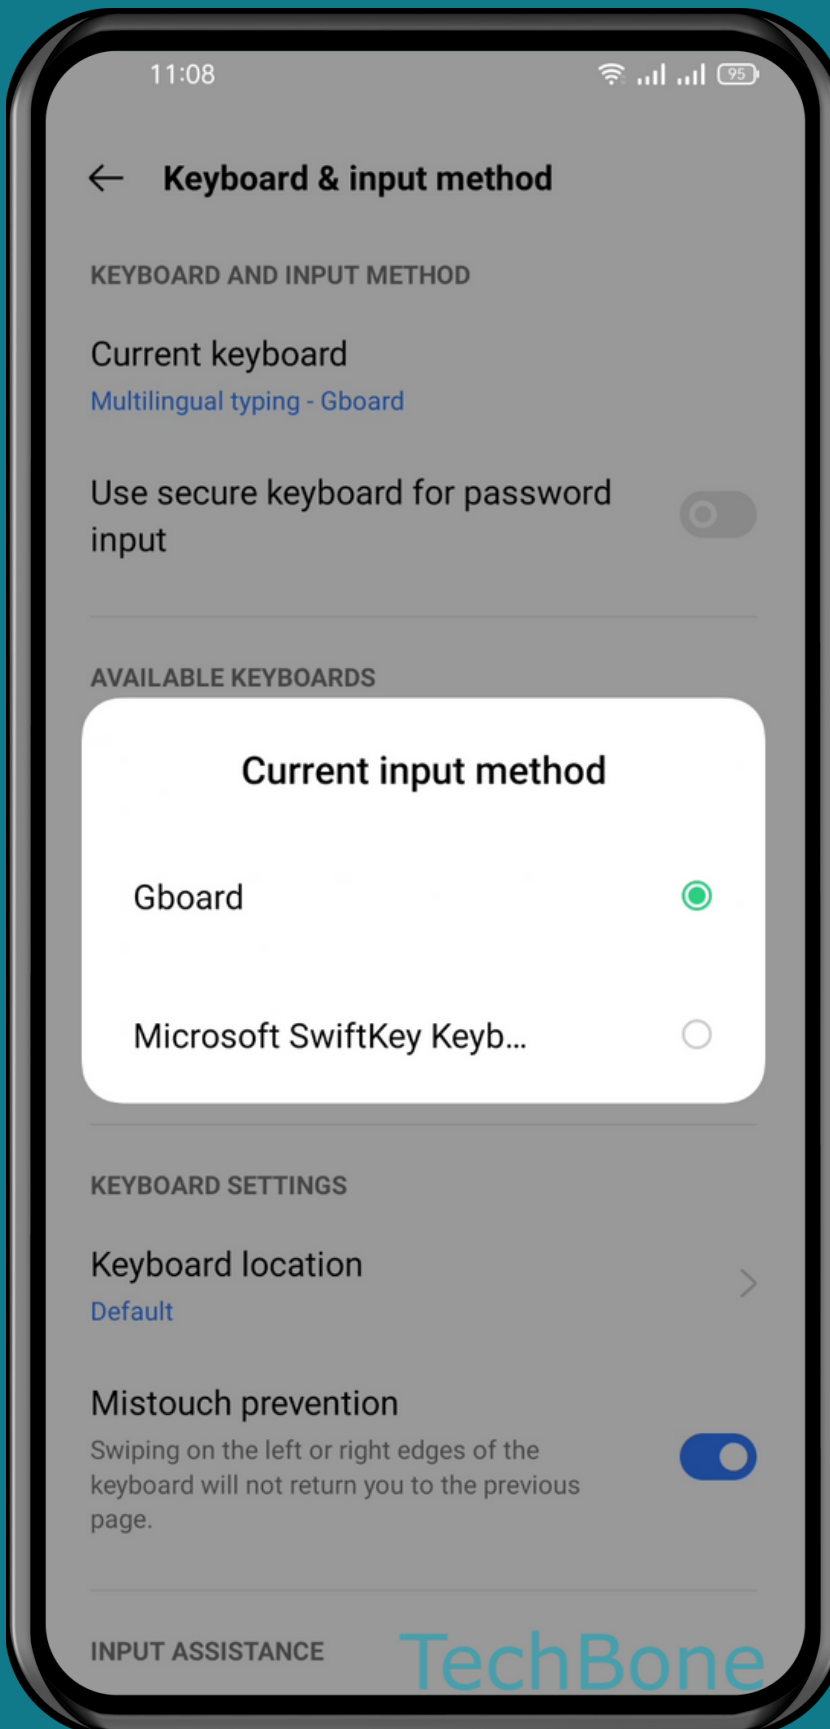 11:08
95
Keyboard & input method
KEYBOARD AND INPUT METHOD
Current keyboard
Multilingual typing - Gboard
Use secure keyboard for password
input
AVAILABLE KEYBOARDS
Current input method
Gboard
Microsoft SwiftKey Keyb...
KEYBOARD SETTINGS
Keyboard location
Default
Mistouch prevention
Swiping on the left or right edges of the
keyboard will not return you to the previous
page.
INPUT ASSISTANCE
TechBone